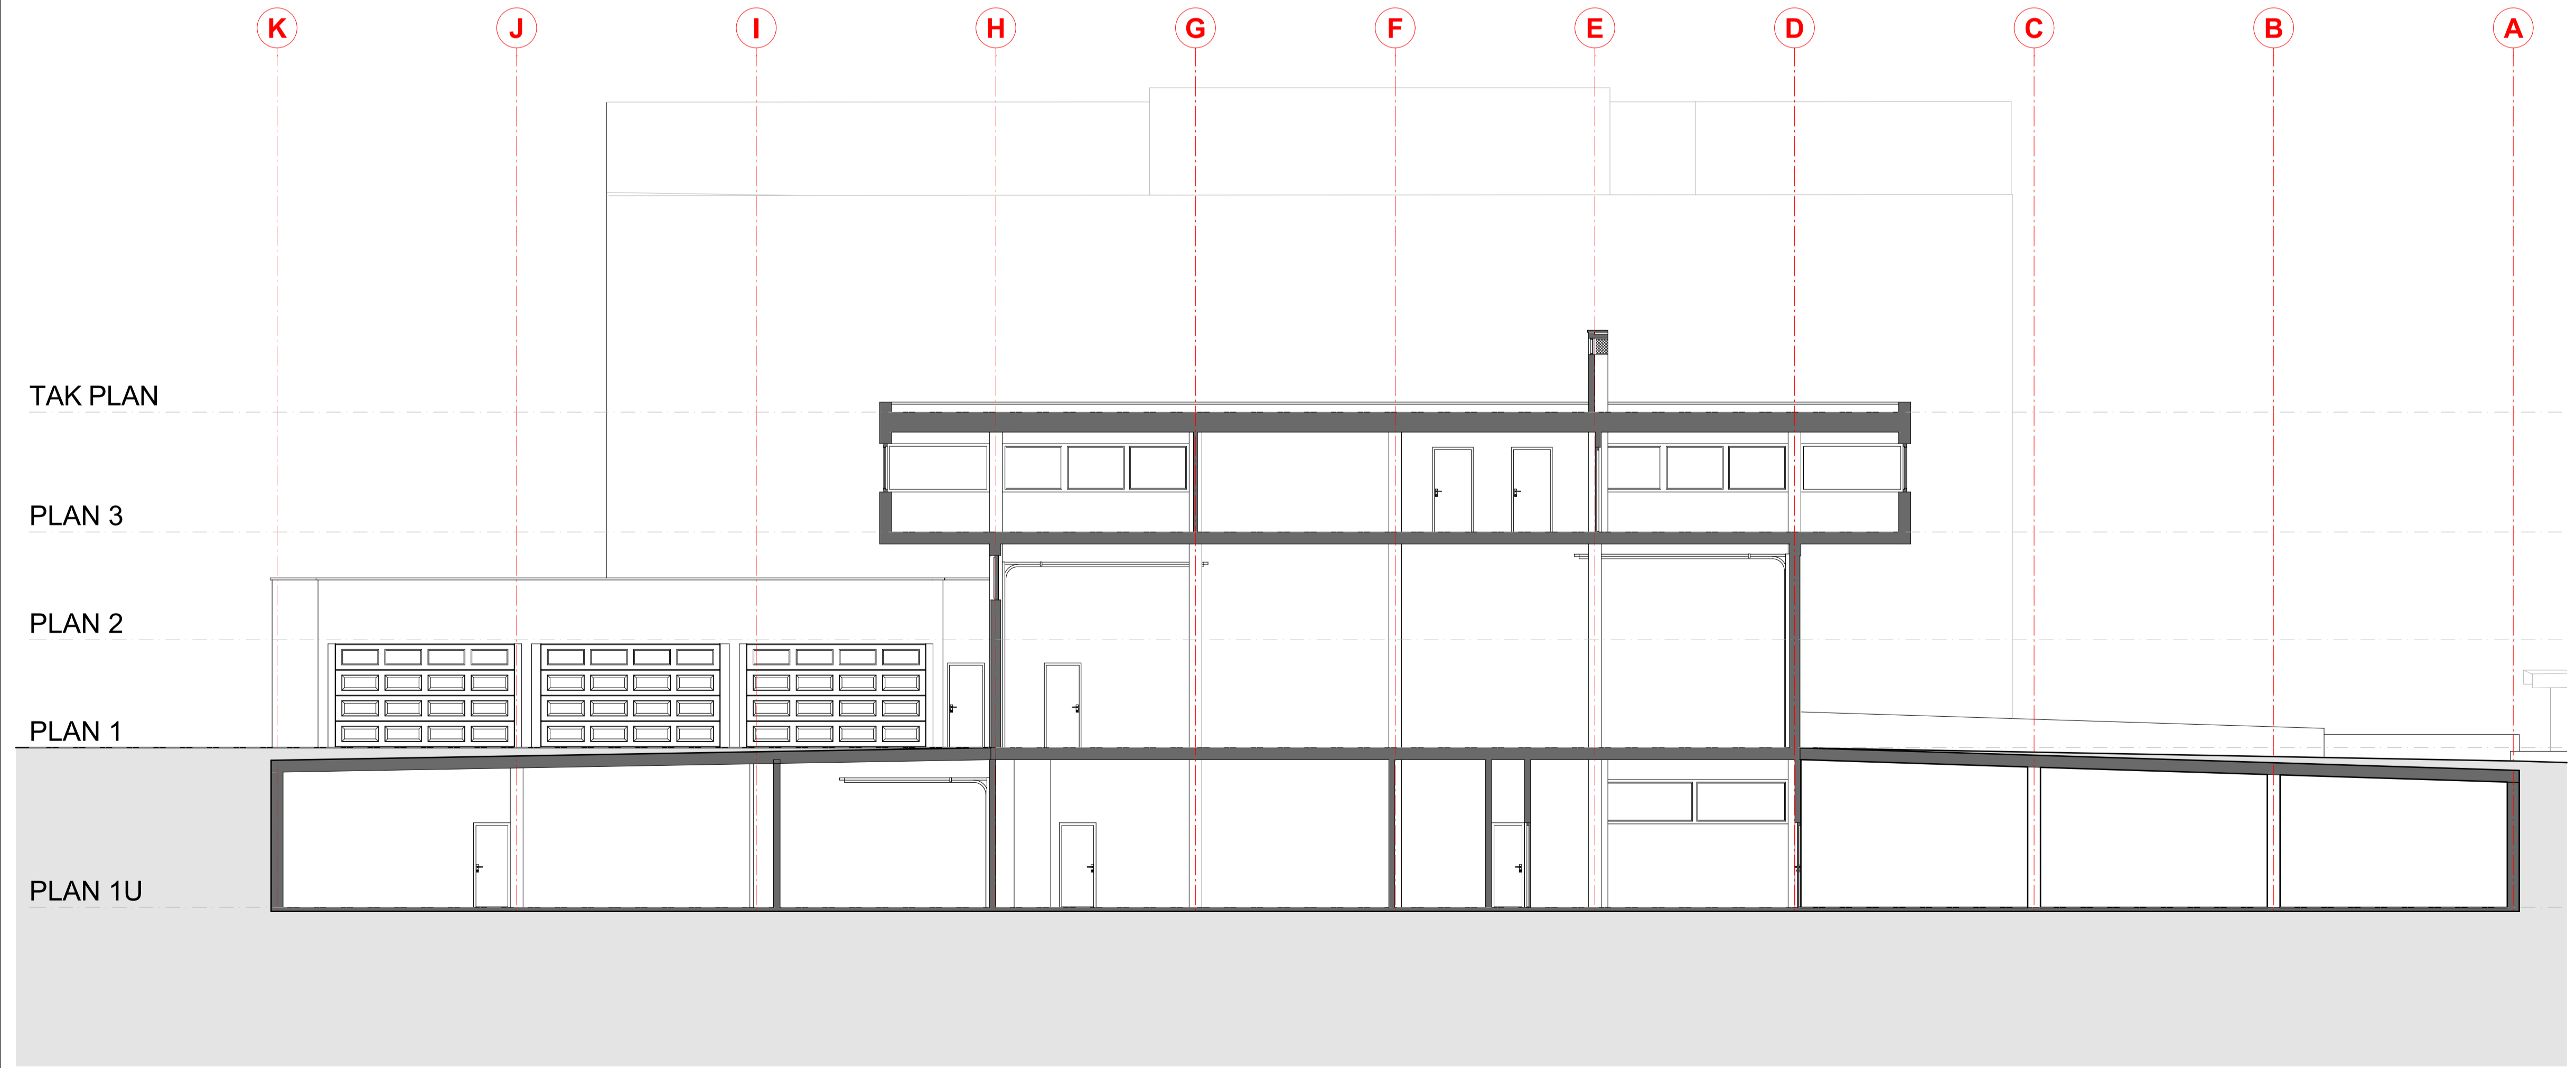 K J I H G F E D C B A
TAK PLAN
PLAN 3
PLAN 2
PLAN 1
PLAN 1U